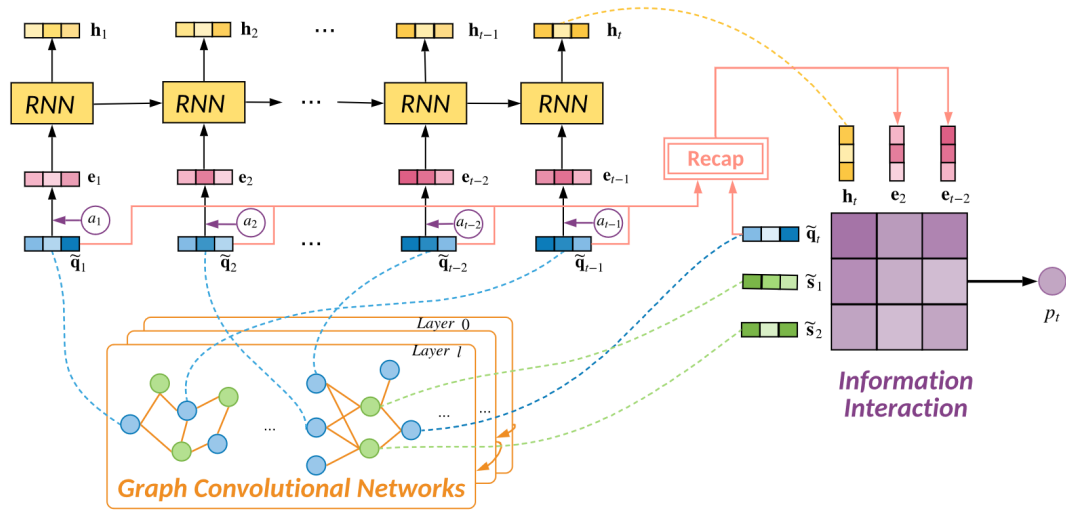 h₁ h₂ ... hₜ₋₁ hₜ
RNN RNN ... RNN RNN
Recap
e₁ e₂ eₜ₋₂ eₜ₋₁
a₁ a₂ aₜ₋₂ aₜ₋₁
hₜ e₂ eₜ₋₂
q̃₁ q̃₂ ... q̃ₜ₋₂ q̃ₜ₋₁
q̃ₜ
s̃₁
s̃₂
pₜ
Layer 0
Layer l
... ... ...
Information
Interaction
Graph Convolutional Networks